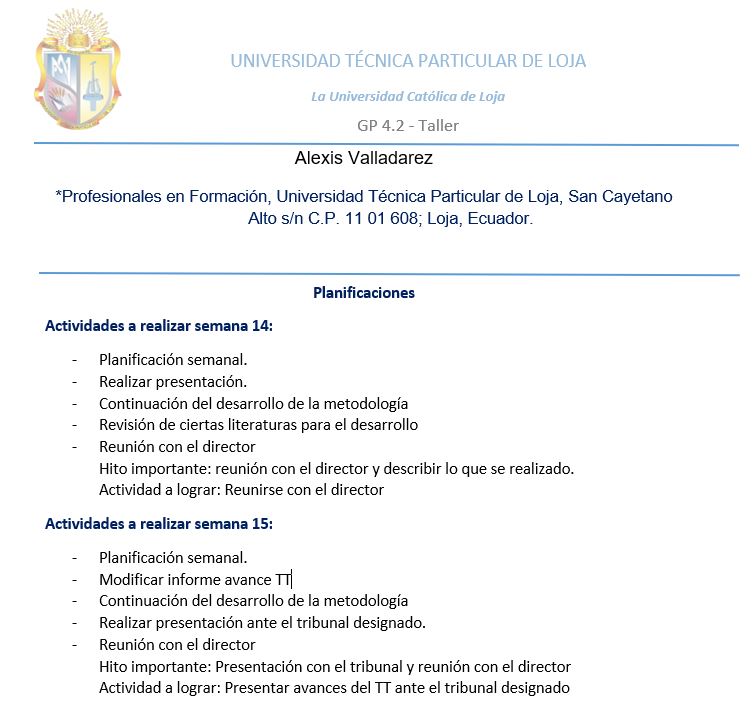 UNIVERSIDAD TÉCNICA PARTICULAR DE LOJA
La Universidad Católica de Loja
GP 4.2 - Taller
Alexis Valladarez
*Profesionales en Formación, Universidad Técnica Particular de Loja, San Cayetano
Alto s/n C.P. 11 01 608; Loja, Ecuador.
Planificaciones
Actividades a realizar semana 14:
- Planificación semanal.
- Realizar presentación.
- Continuación del desarrollo de la metodología
- Revisión de ciertas literaturas para el desarrollo
- Reunión con el director
Hito importante: reunión con el director y describir lo que se realizado.
Actividad a lograr: Reunirse con el director
Actividades a realizar semana 15:
- Planificación semanal.
- Modificar informe avance TT
- Continuación del desarrollo de la metodología
- Realizar presentación ante el tribunal designado.
- Reunión con el director
Hito importante: Presentación con el tribunal y reunión con el director
Actividad a lograr: Presentar avances del TT ante el tribunal designado